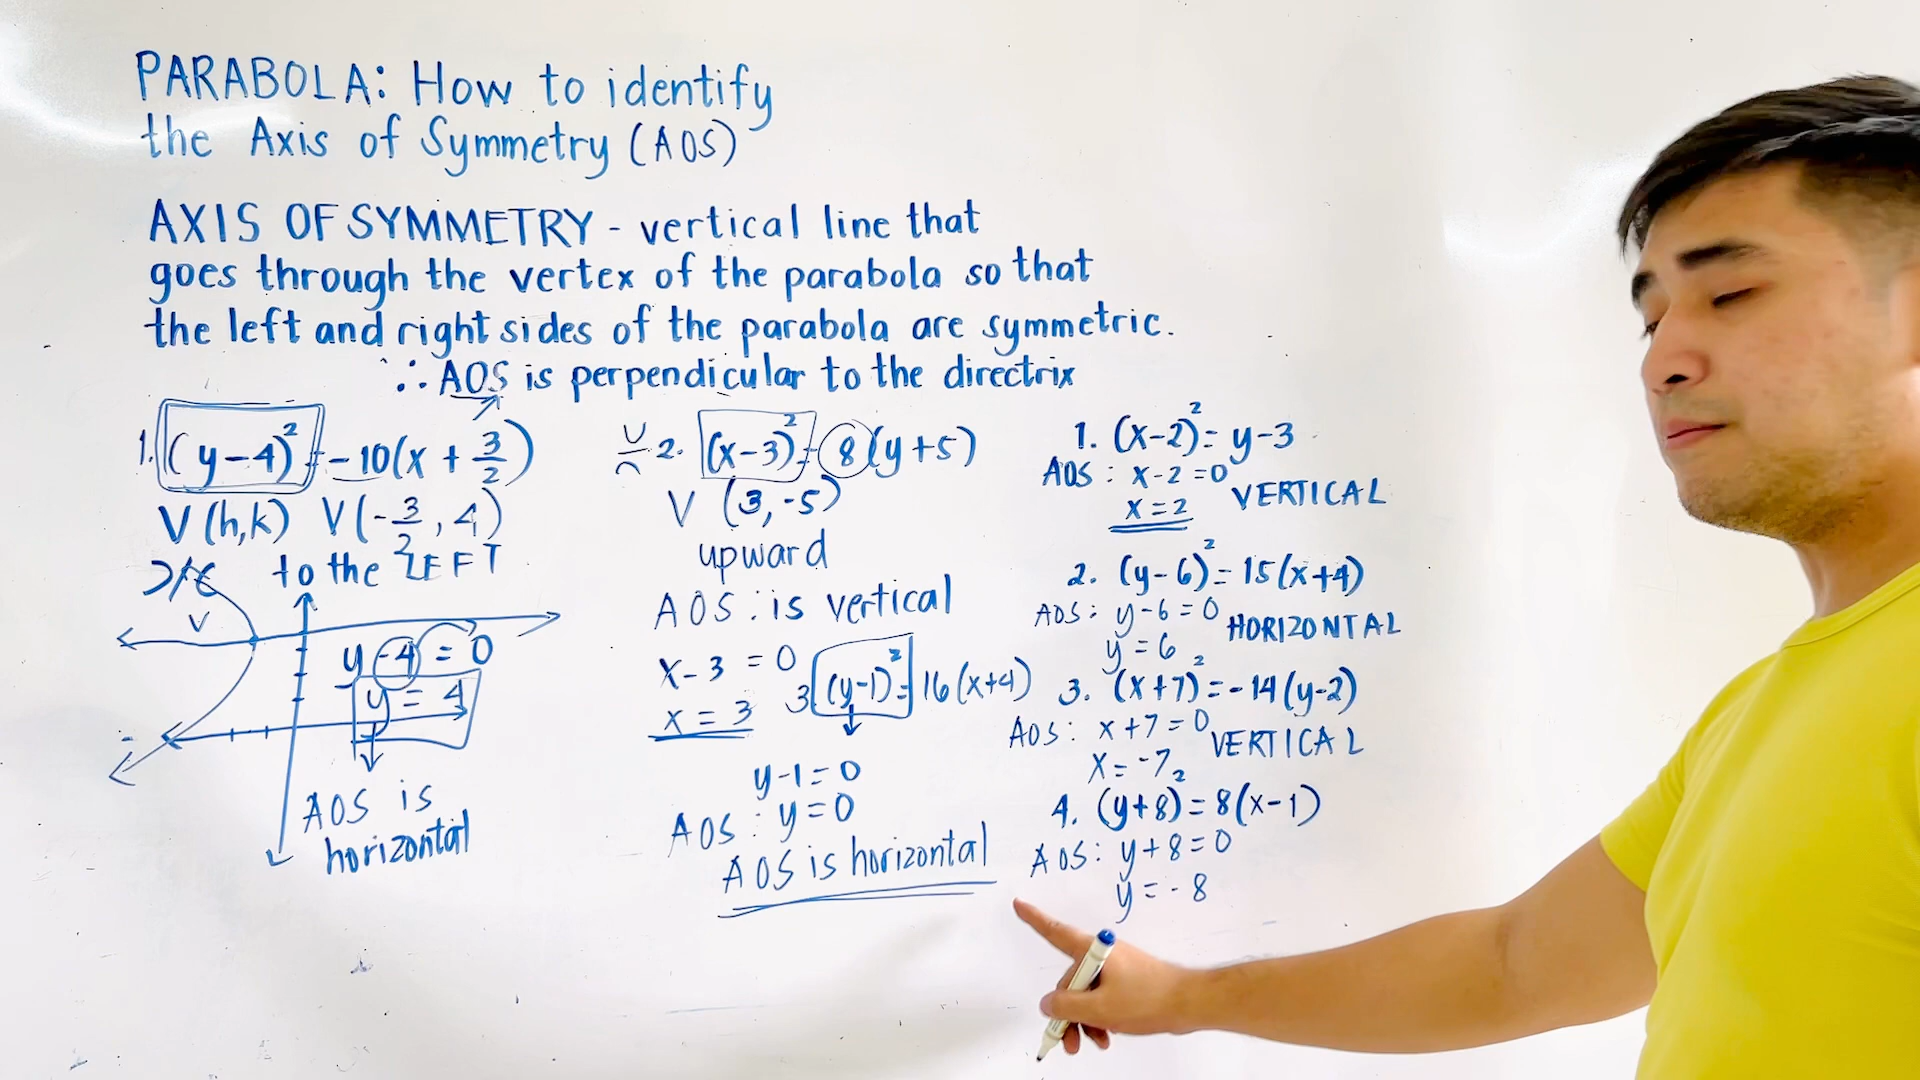 PARABOLA: How to identify
the Axis of Symmetry (AOS)
AXIS OF SYMMETRY - vertical line that
goes through the vertex of the parabola so that
the left and right sides of the parabola are symmetric.
∴ AOS is perpendicular to the directrix
1. (y-4)² = -10(x + 3/2)
V(h,k) V(-3/2, 4)
to the LEFT
V
y-4 = 0
y = 4
AOS is
horizontal
2. (x-3)² = 8(y+5)
V (3,-5)
upward
AOS: is vertical
x-3 = 0
x = 3
3. (y-1)² = 16(x+4)
y-1=0
AOS: y=0
AOS is horizontal
1. (x-2)² = y-3
AOS: x-2=0
x=2 VERTICAL
2. (y-6)² = 15(x+4)
AOS: y-6=0
y=6 HORIZONTAL
3. (x+7)² = -14(y-2)
AOS: x+7=0
x=-7 VERTICAL
4. (y+8)² = 8(x-1)
AOS: y+8=0
y=-8